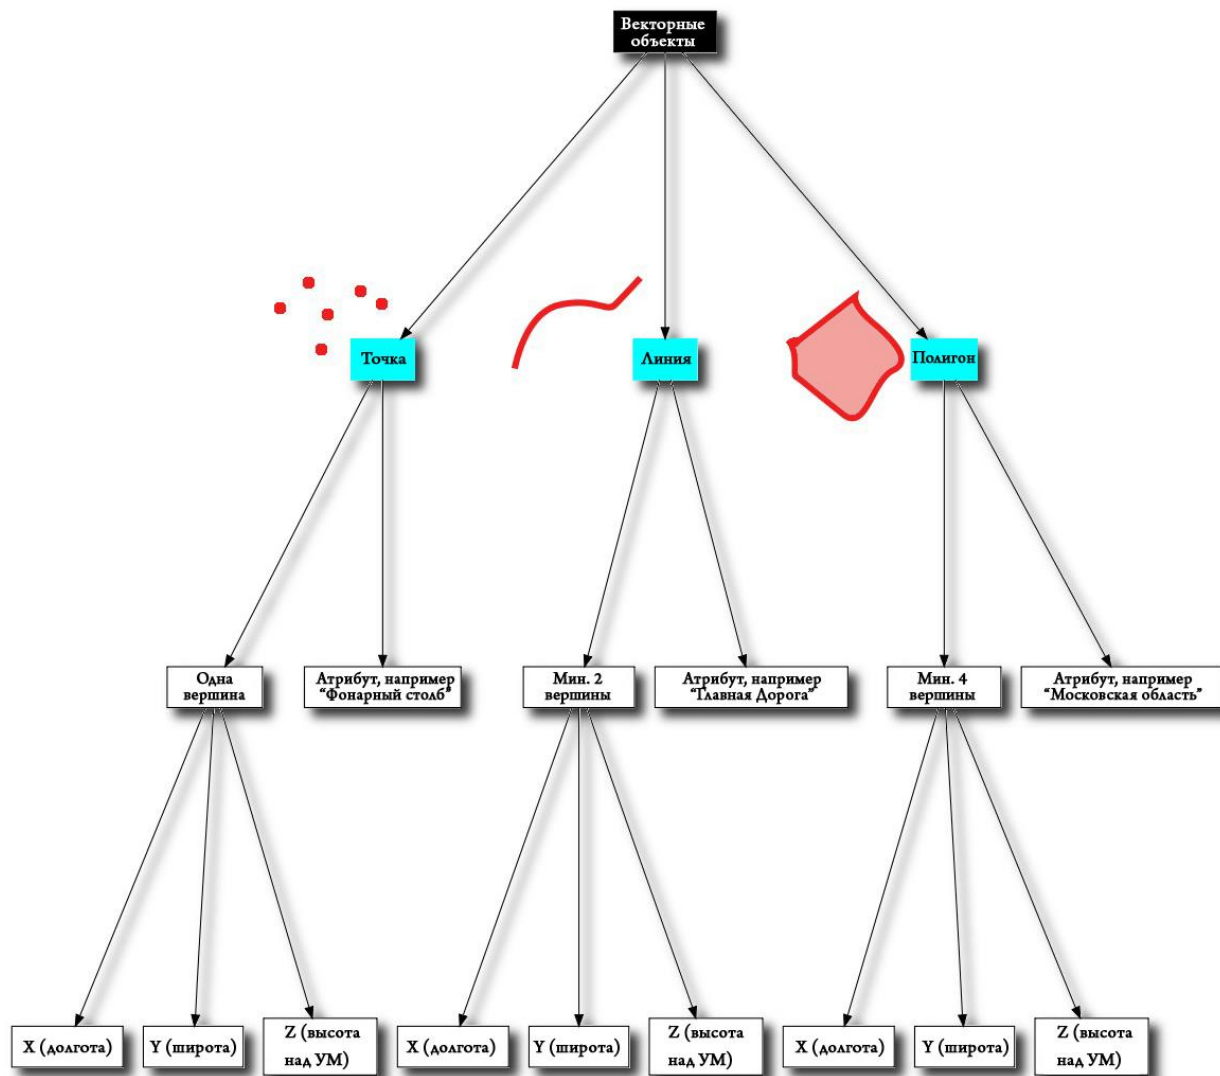 Векторные
объекты
Точка
Линия
Полигон
Одна
вершина
Атрибут, например
“Фонарный столб”
Мин. 2
вершины
Атрибут, например
“Главная Дорога”
Мин. 4
вершины
Атрибут, например
“Московская область”
X (долгота)
Y (широта)
Z (высота
над УМ)
X (долгота)
Y (широта)
Z (высота
над УМ)
X (долгота)
Y (широта)
Z (высота
над УМ)